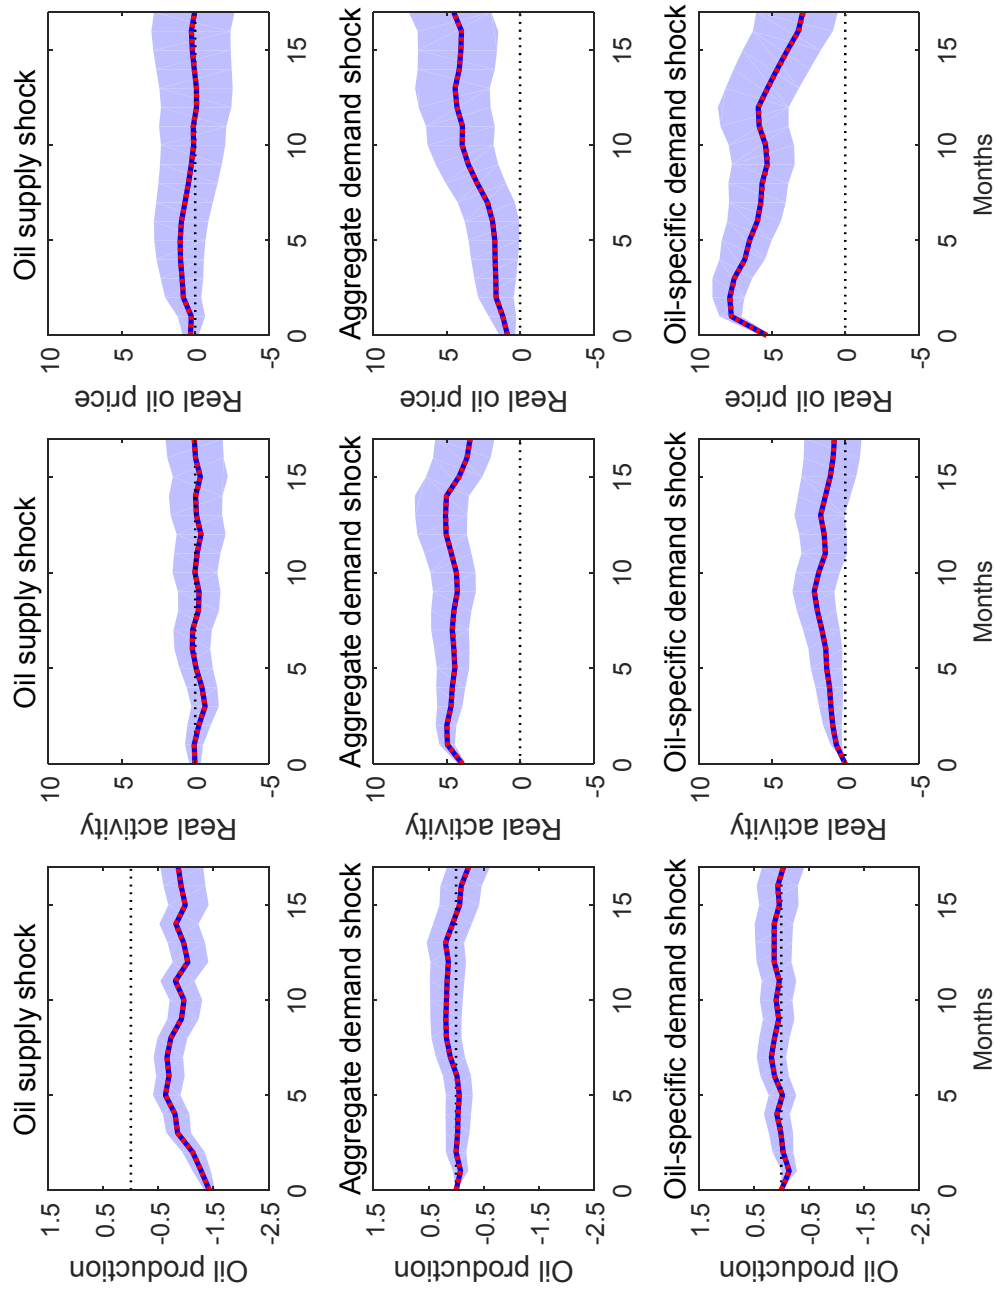 Oil supply shock
1.5
0.5
-0.5
-1.5
-2.5
Oil production
0 5 10 15
Oil supply shock
10
5
0
-5
Real activity
0 5 10 15
Oil supply shock
10
5
0
-5
Real oil price
0 5 10 15
Aggregate demand shock
1.5
0.5
-0.5
-1.5
-2.5
Oil production
0 5 10 15
Aggregate demand shock
10
5
0
-5
Real activity
0 5 10 15
Aggregate demand shock
10
5
0
-5
Real oil price
0 5 10 15
Oil-specific demand shock
1.5
0.5
-0.5
-1.5
-2.5
Oil production
0 5 10 15
Months
Oil-specific demand shock
10
5
0
-5
Real activity
0 5 10 15
Months
Oil-specific demand shock
10
5
0
-5
Real oil price
0 5 10 15
Months